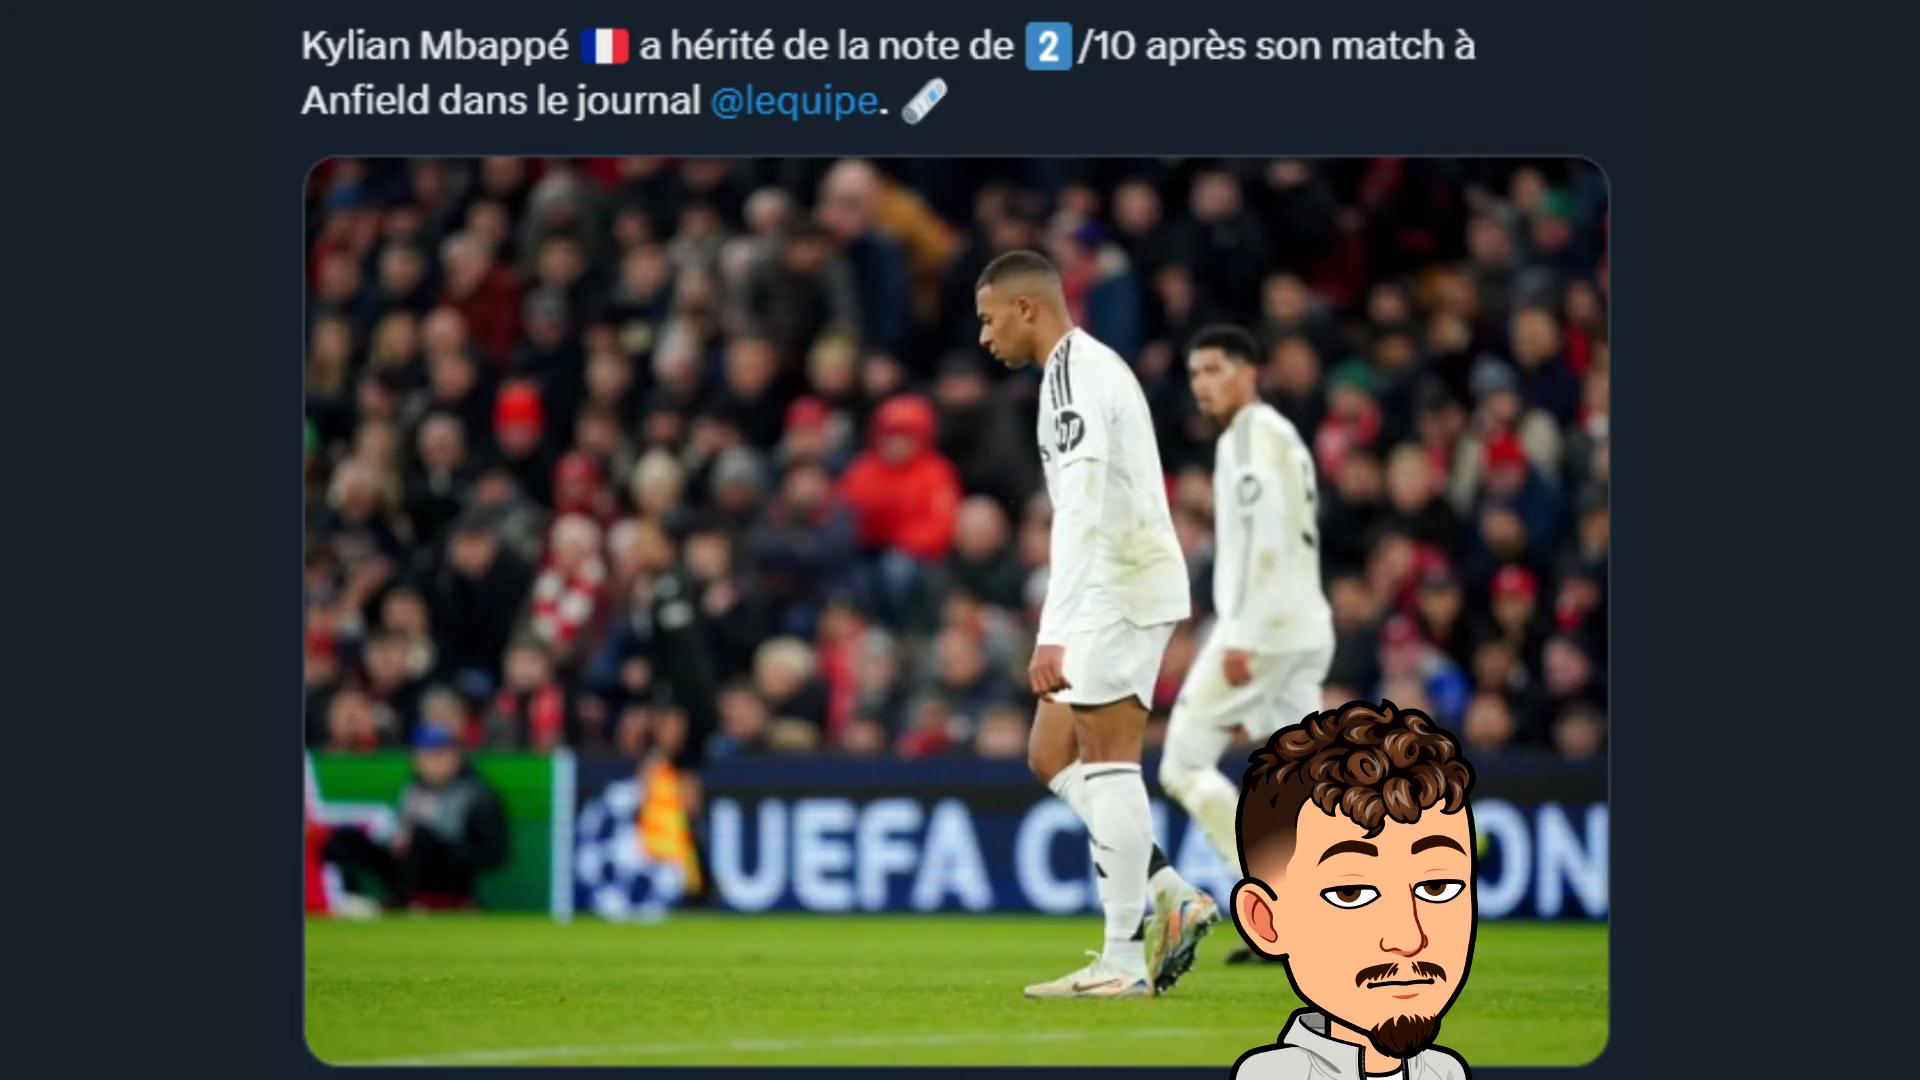 Kylian Mbappé 🇫🇷 a hérité de la note de 2️⃣/10 après son match à
Anfield dans le journal @lequipe. 🗞️
hp
UEFA C
ON